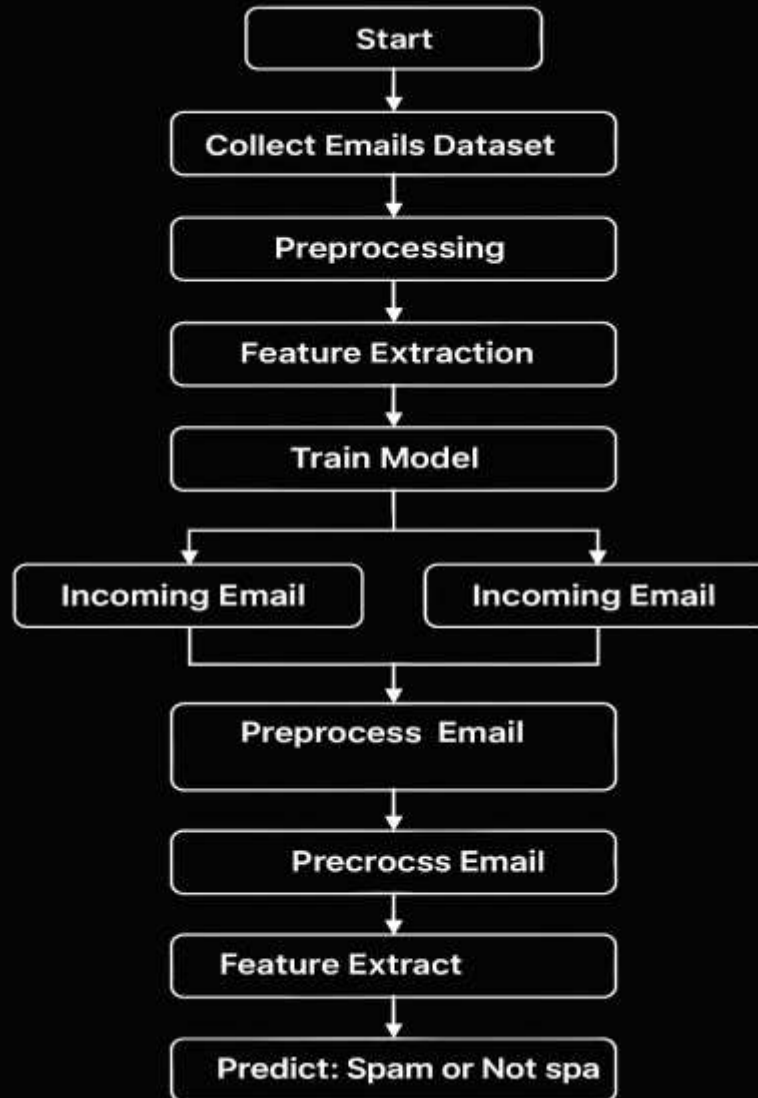 Start
Collect Emails Dataset
Preprocessing
Feature Extraction
Train Model
Incoming Email
Incoming Email
Preprocess Email
Precrocss Email
Feature Extract
Predict: Spam or Not spa